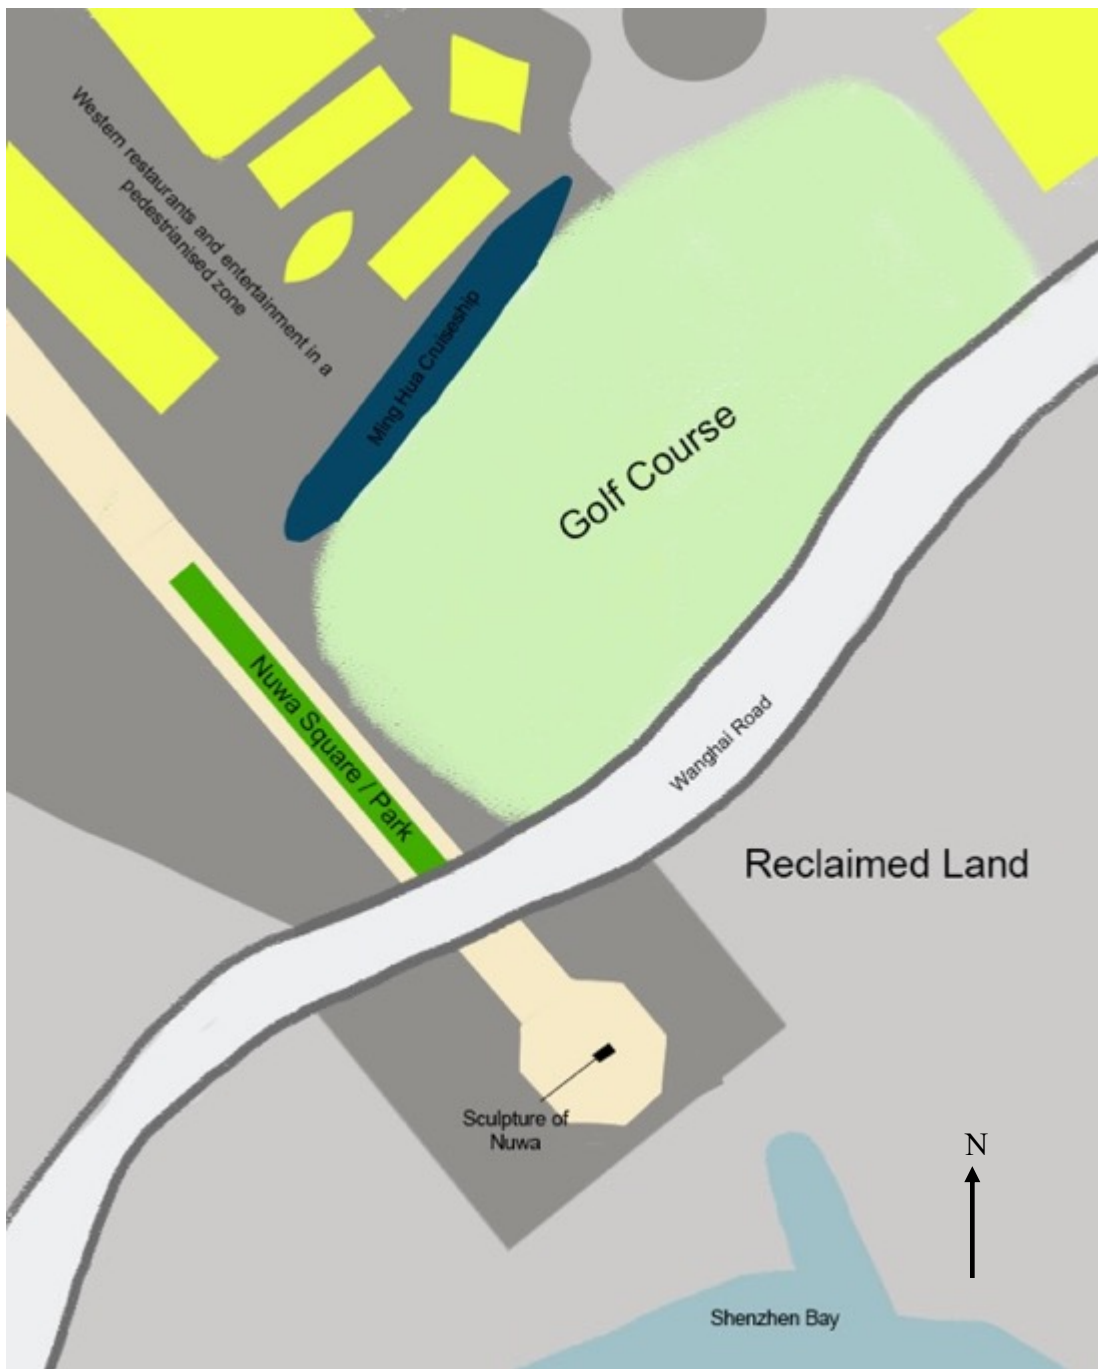 Western restaurants and entertainment in a
pedestrianised zone
Ming Hua Cruiseship
Golf Course
Nuwa Square / Park
Wanghai Road
Reclaimed Land
Sculpture of
Nuwa
N
Shenzhen Bay